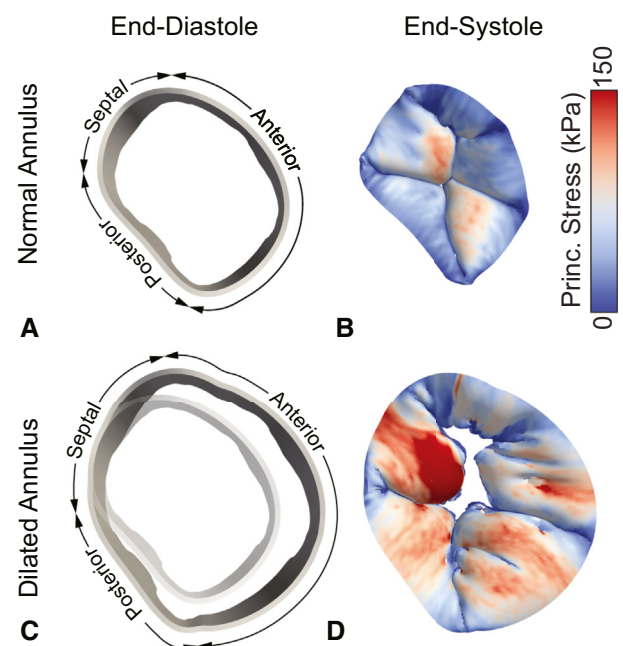 End-Diastole
End-Systole
Normal Annulus
Septal
Anterior
Posterior
A
B
Princ. Stress (kPa)
150
0
Dilated Annulus
Septal
Anterior
Posterior
C
D